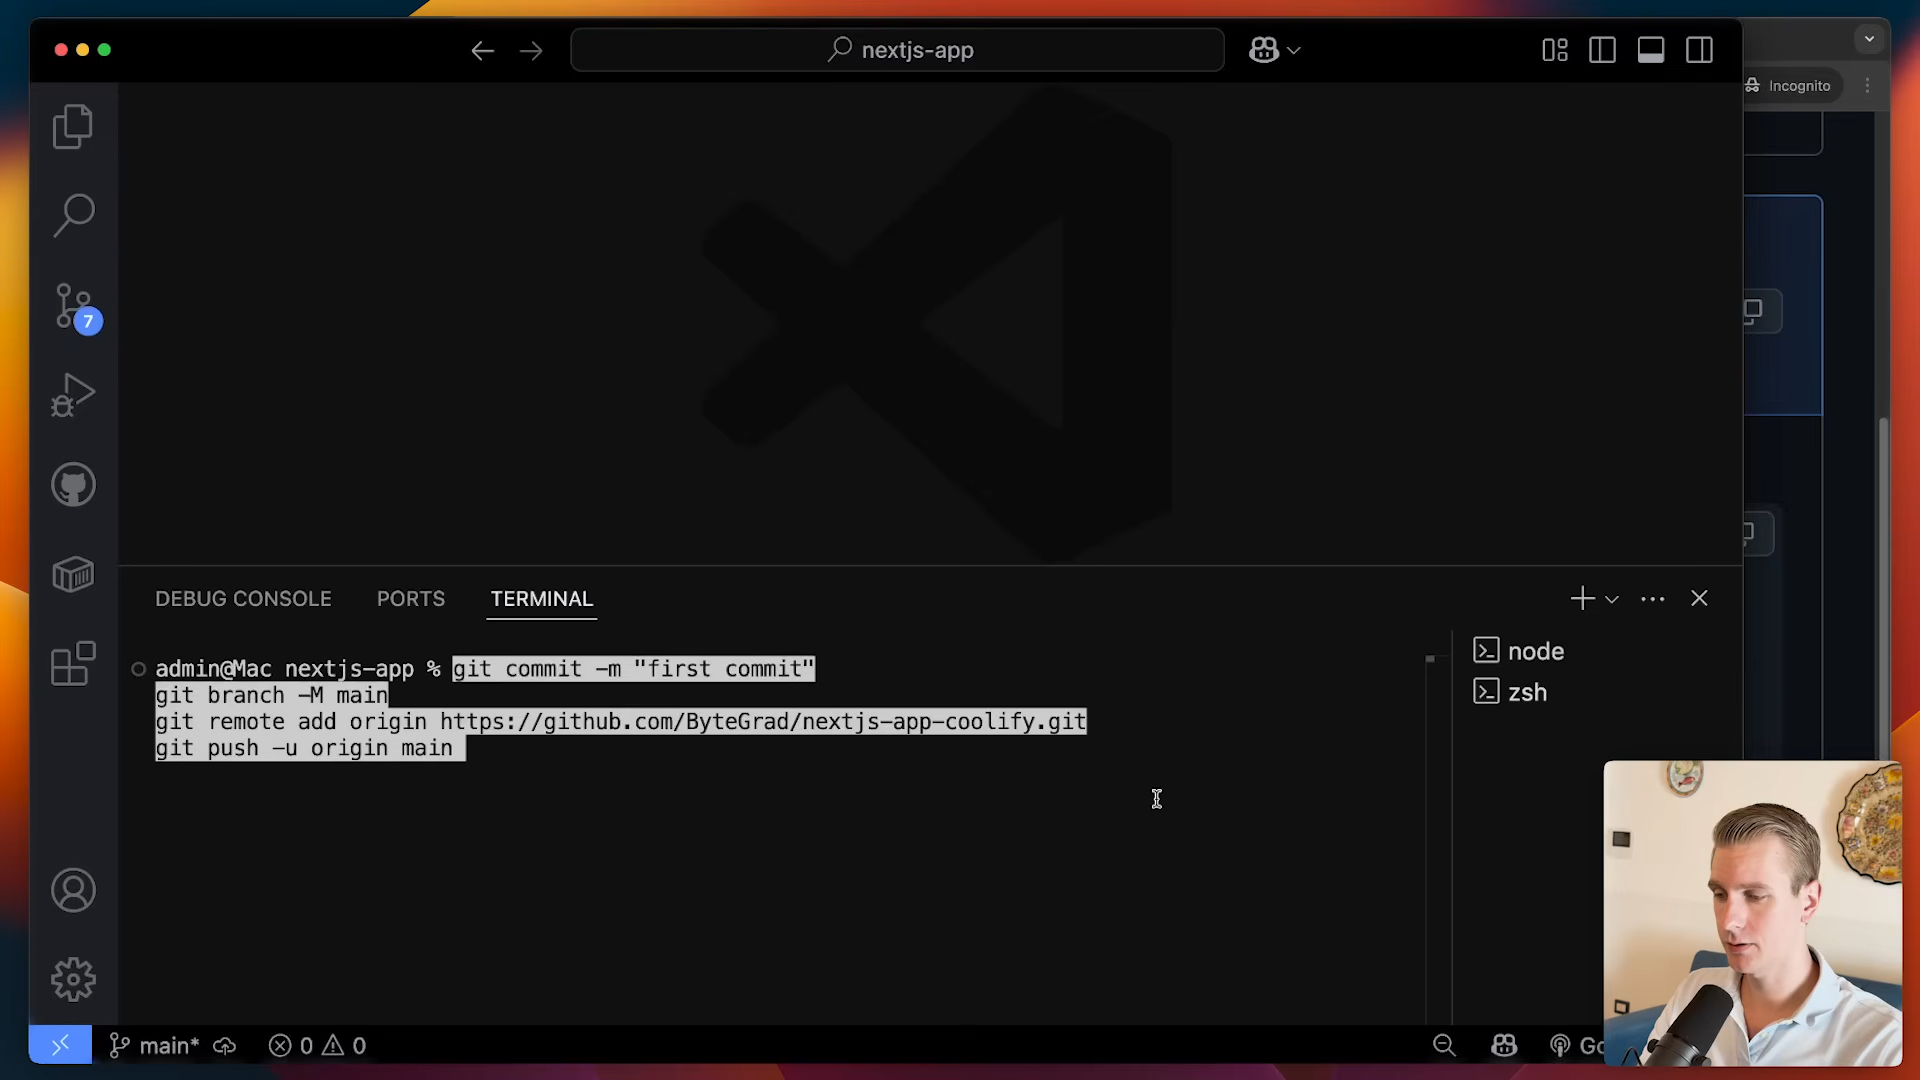 nextjs-app
Incognito
7
DEBUG CONSOLE
PORTS
TERMINAL
admin@Mac nextjs-app % git commit -m "first commit"
git branch -M main
git remote add origin https://github.com/ByteGrad/nextjs-app-coolify.git
git push -u origin main
node
zsh
main*
0
0